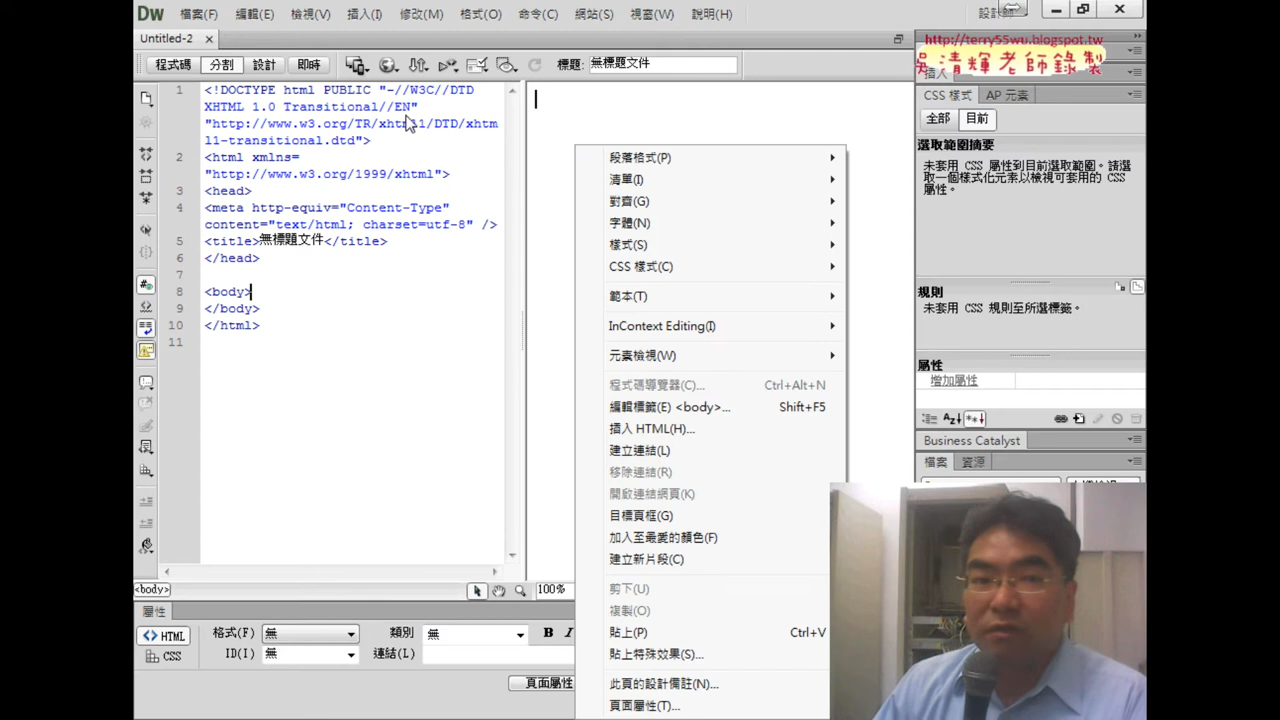 Dw 檔案(F) 編輯(E) 檢視(V) 插入(I) 修改(M) 格式(O) 命令(C) 網站(S) 視窗(W) 說明(H)
Untitled-2 ×
http://terry55wu.blogspot.tw
吳清輝老師錄製
程式碼 分割 設計 即時 標題: 無標題文件
插入
CSS 樣式 AP 元素
全部 目前
選取範圍摘要
未套用 CSS 屬性到目前選取範圍。請選
取一個樣式化元素以檢視可套用的 CSS
屬性。
規則
未套用 CSS 規則至所選標籤。
屬性
增加屬性
Business Catalyst
檔案 資源
1 <!DOCTYPE html PUBLIC "-//W3C//DTD
XHTML 1.0 Transitional//EN"
"http://www.w3.org/TR/xhtml1/DTD/xhtm
l1-transitional.dtd">
2 <html xmlns=
"http://www.w3.org/1999/xhtml">
3 <head>
4 <meta http-equiv="Content-Type"
content="text/html; charset=utf-8" />
5 <title>無標題文件</title>
6 </head>
7
8 <body>
9 </body>
10 </html>
11
段落格式(P)
清單(I)
對齊(G)
字體(N)
樣式(S)
CSS 樣式(C)
範本(T)
InContext Editing(I)
元素檢視(W)
程式碼導覽器(C)... Ctrl+Alt+N
編輯標籤(E) <body>... Shift+F5
插入 HTML(H)...
建立連結(L)
移除連結(R)
開啟連結網頁(K)
目標頁框(G)
加入至最愛的顏色(F)
建立新片段(C)
剪下(U)
複製(O)
貼上(P) Ctrl+V
貼上特殊效果(S)...
此頁的設計備註(N)...
頁面屬性(T)...
<body> 100%
屬性
<> HTML 格式(F) 無 類別 無 B I
CSS ID(I) 無 連結(L)
頁面屬性